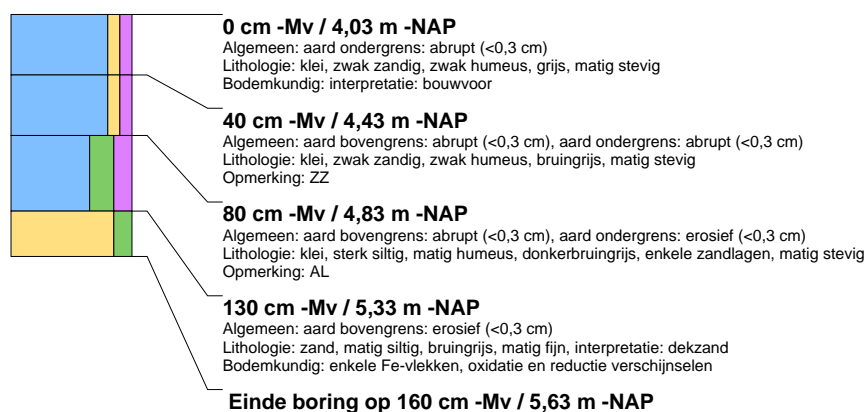 0 cm -Mv / 4,03 m -NAP
Algemeen: aard ondergrens: abrupt (<0,3 cm)
Lithologie: klei, zwak zandig, zwak humeus, grijs, matig stevig
Bodemkundig: interpretatie: bouwvoor
40 cm -Mv / 4,43 m -NAP
Algemeen: aard bovengrens: abrupt (<0,3 cm), aard ondergrens: abrupt (<0,3 cm)
Lithologie: klei, zwak zandig, zwak humeus, bruingrijs, matig stevig
Opmerking: ZZ
80 cm -Mv / 4,83 m -NAP
Algemeen: aard bovengrens: abrupt (<0,3 cm), aard ondergrens: erosief (<0,3 cm)
Lithologie: klei, sterk siltig, matig humeus, donkerbruingrijs, enkele zandlagen, matig stevig
Opmerking: AL
130 cm -Mv / 5,33 m -NAP
Algemeen: aard bovengrens: erosief (<0,3 cm)
Lithologie: zand, matig siltig, bruingrijs, matig fijn, interpretatie: dekzand
Bodemkundig: enkele Fe-vlekken, oxidatie en reductie verschijnselen
Einde boring op 160 cm -Mv / 5,63 m -NAP